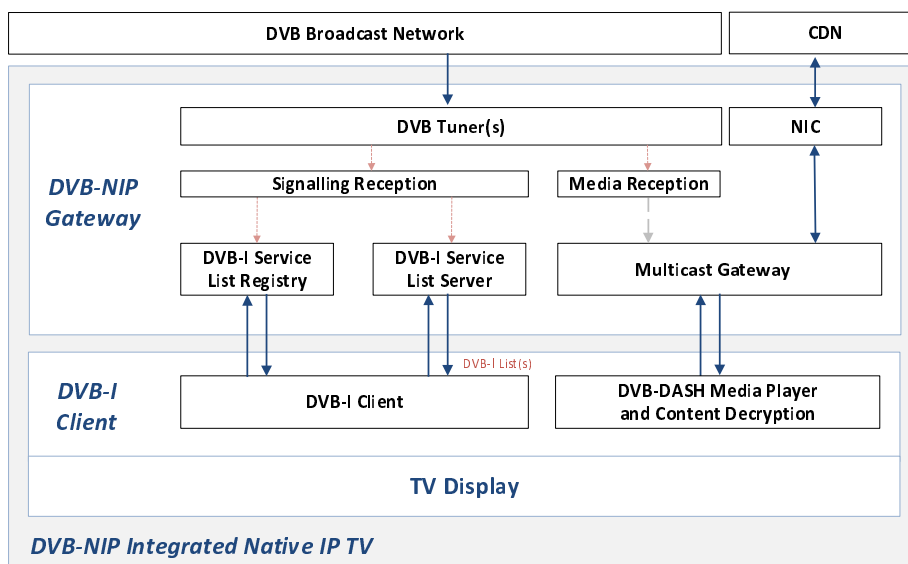 DVB Broadcast Network
CDN
DVB Tuner(s)
NIC
Signalling Reception
Media Reception
DVB-NIP
Gateway
DVB-I Service
List Registry
DVB-I Service
List Server
Multicast Gateway
DVB-I List(s)
DVB-I
Client
DVB-I Client
DVB-DASH Media Player
and Content Decryption
TV Display
DVB-NIP Integrated Native IP TV